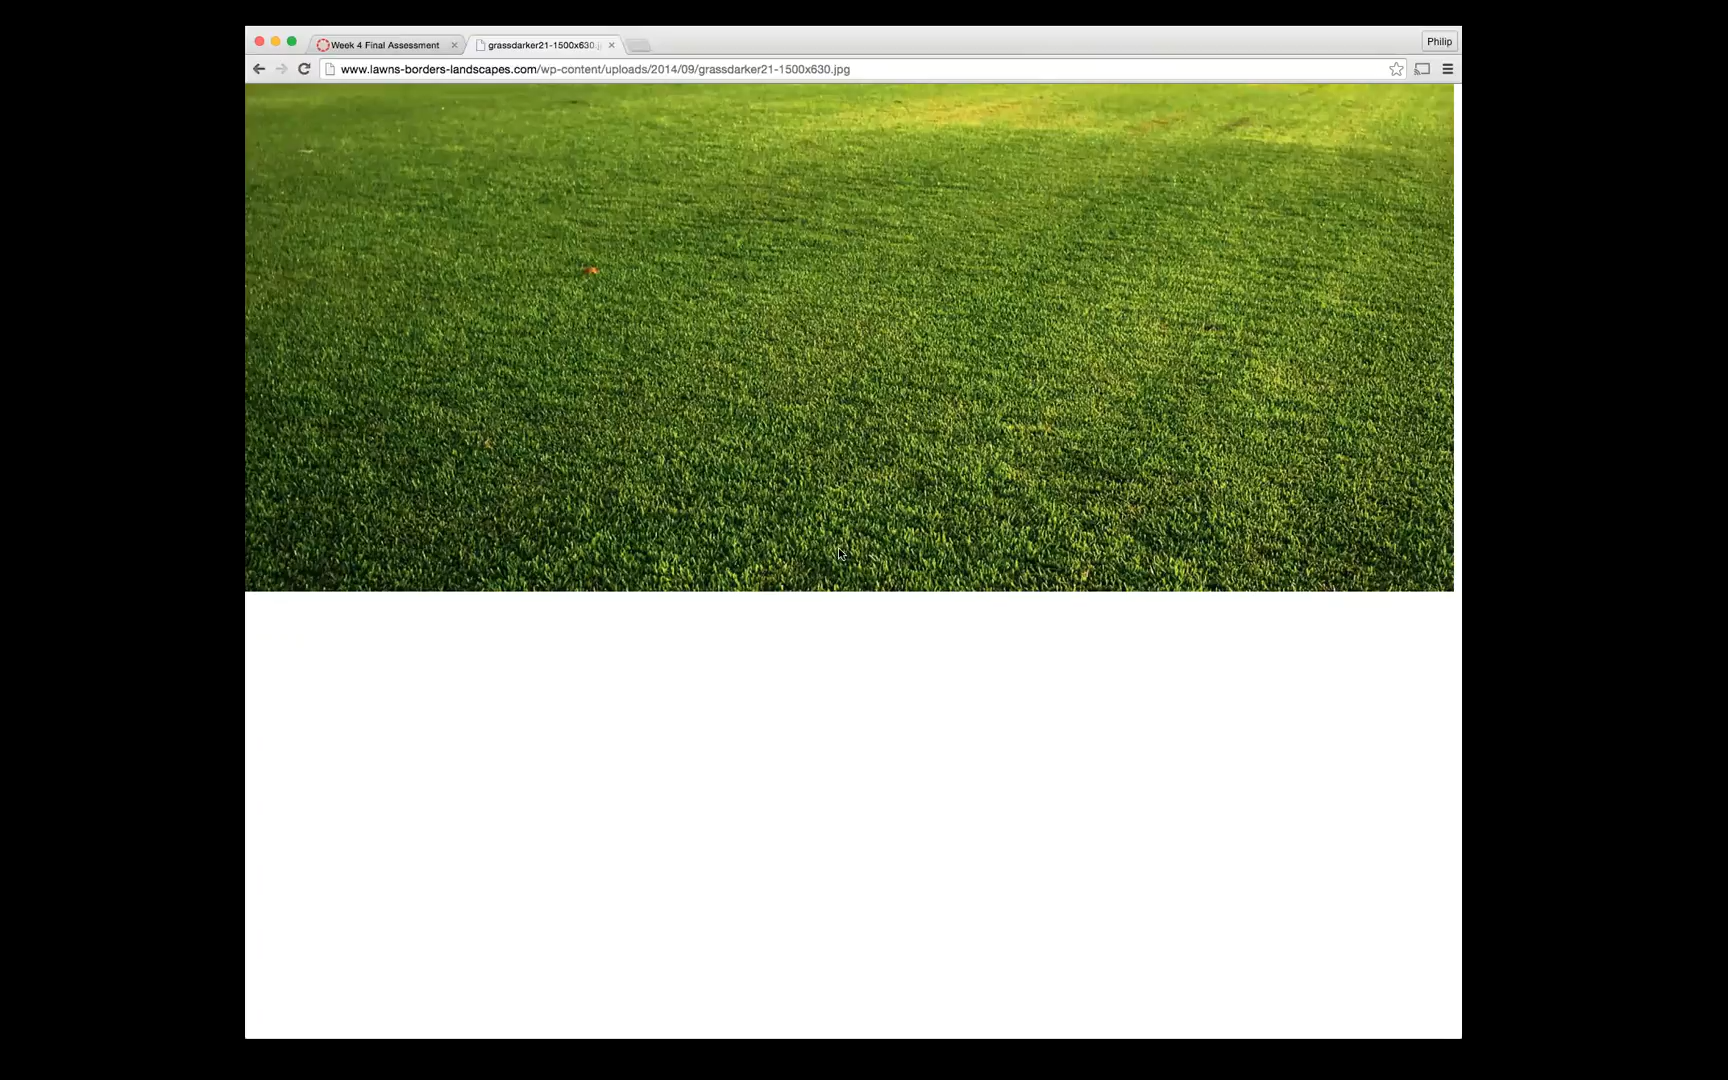 Week 4 Final Assessment
grassdarker21-1500x630.j
Philip
www.lawns-borders-landscapes.com/wp-content/uploads/2014/09/grassdarker21-1500x630.jpg